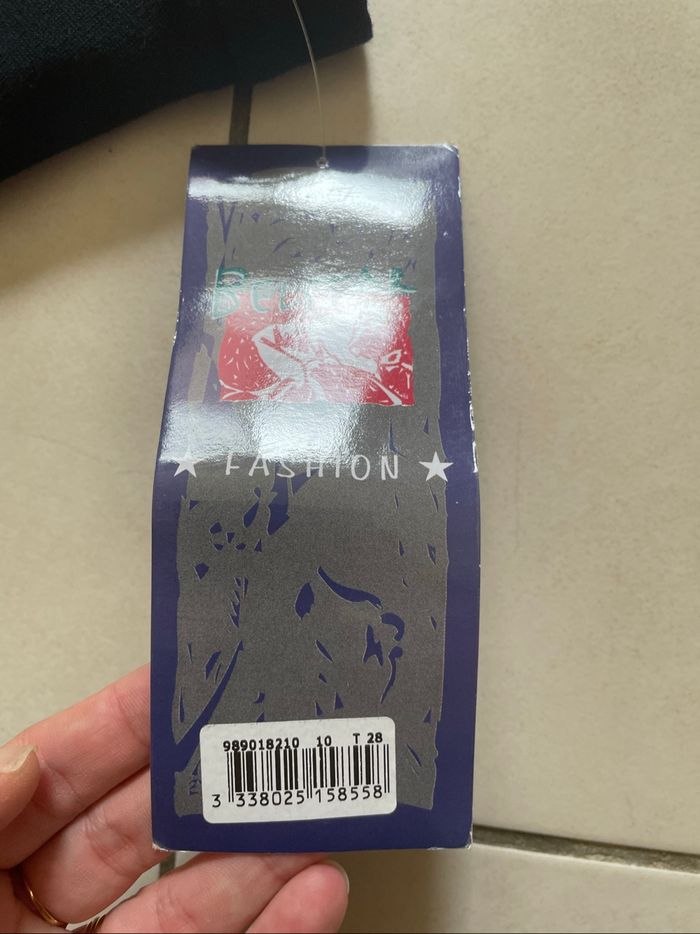 ★ FASHION ★
989018210 10 T 28
3 338025 158558